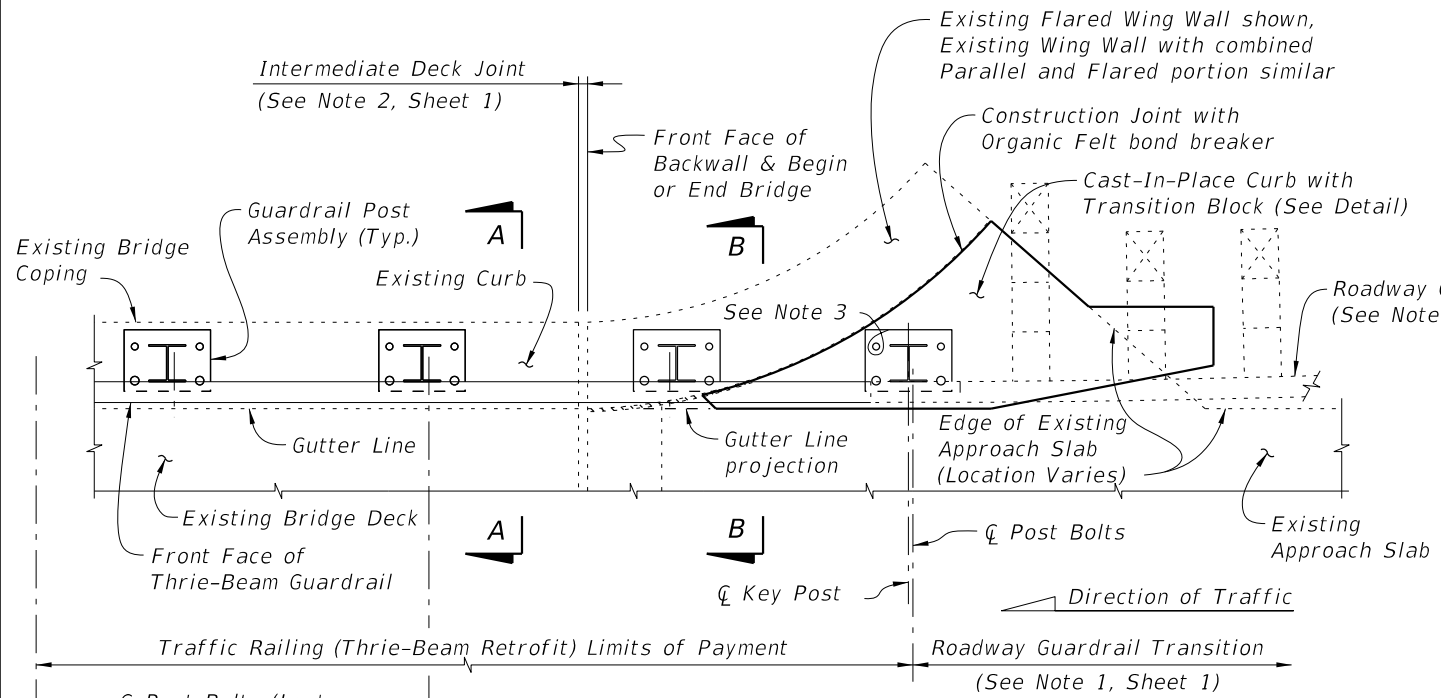 Existing Flared Wing Wall shown,
Existing Wing Wall with combined
Parallel and Flared portion similar
Intermediate Deck Joint
(See Note 2, Sheet 1)
Construction Joint with
Organic Felt bond breaker
Front Face of
Backwall & Begin
or End Bridge
Cast-In-Place Curb with
Transition Block (See Detail)
Guardrail Post
Assembly (Typ.)
A
B
Existing Bridge
Coping
Existing Curb
See Note 3
Roadway
(See Note
Gutter Line
Gutter Line
projection
Edge of Existing
Approach Slab
(Location Varies)
Existing Bridge Deck
A
B
℄ Post Bolts
Existing
Approach Slab
Front Face of
Thrie-Beam Guardrail
℄ Key Post
Direction of Traffic
Traffic Railing (Thrie-Beam Retrofit) Limits of Payment
Roadway Guardrail Transition
(See Note 1, Sheet 1)